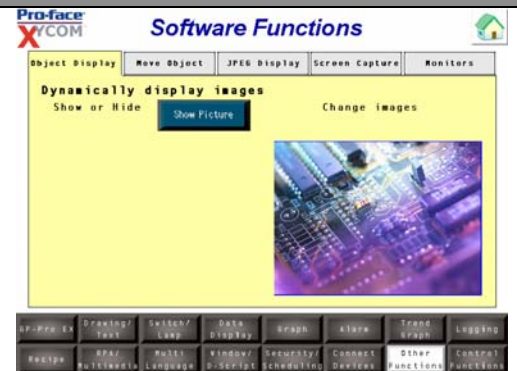 Pro-face
XYCOM
Software Functions
Object Display
Move Object
JPEG Display
Screen Capture
Monitors
Dynamically display images
Show or Hide
Show Picture
Change images
GP-Pro EX
Drawing/
Text
Switch/
Lamp
Data
Display
Graph
Alarm
Trend
Graph
Logging
Recipe
RPA/
Multimedia
Multi
Language
Window/
D-Script
Security/
Scheduling
Connect
Devices
Other
Functions
Control
Functions